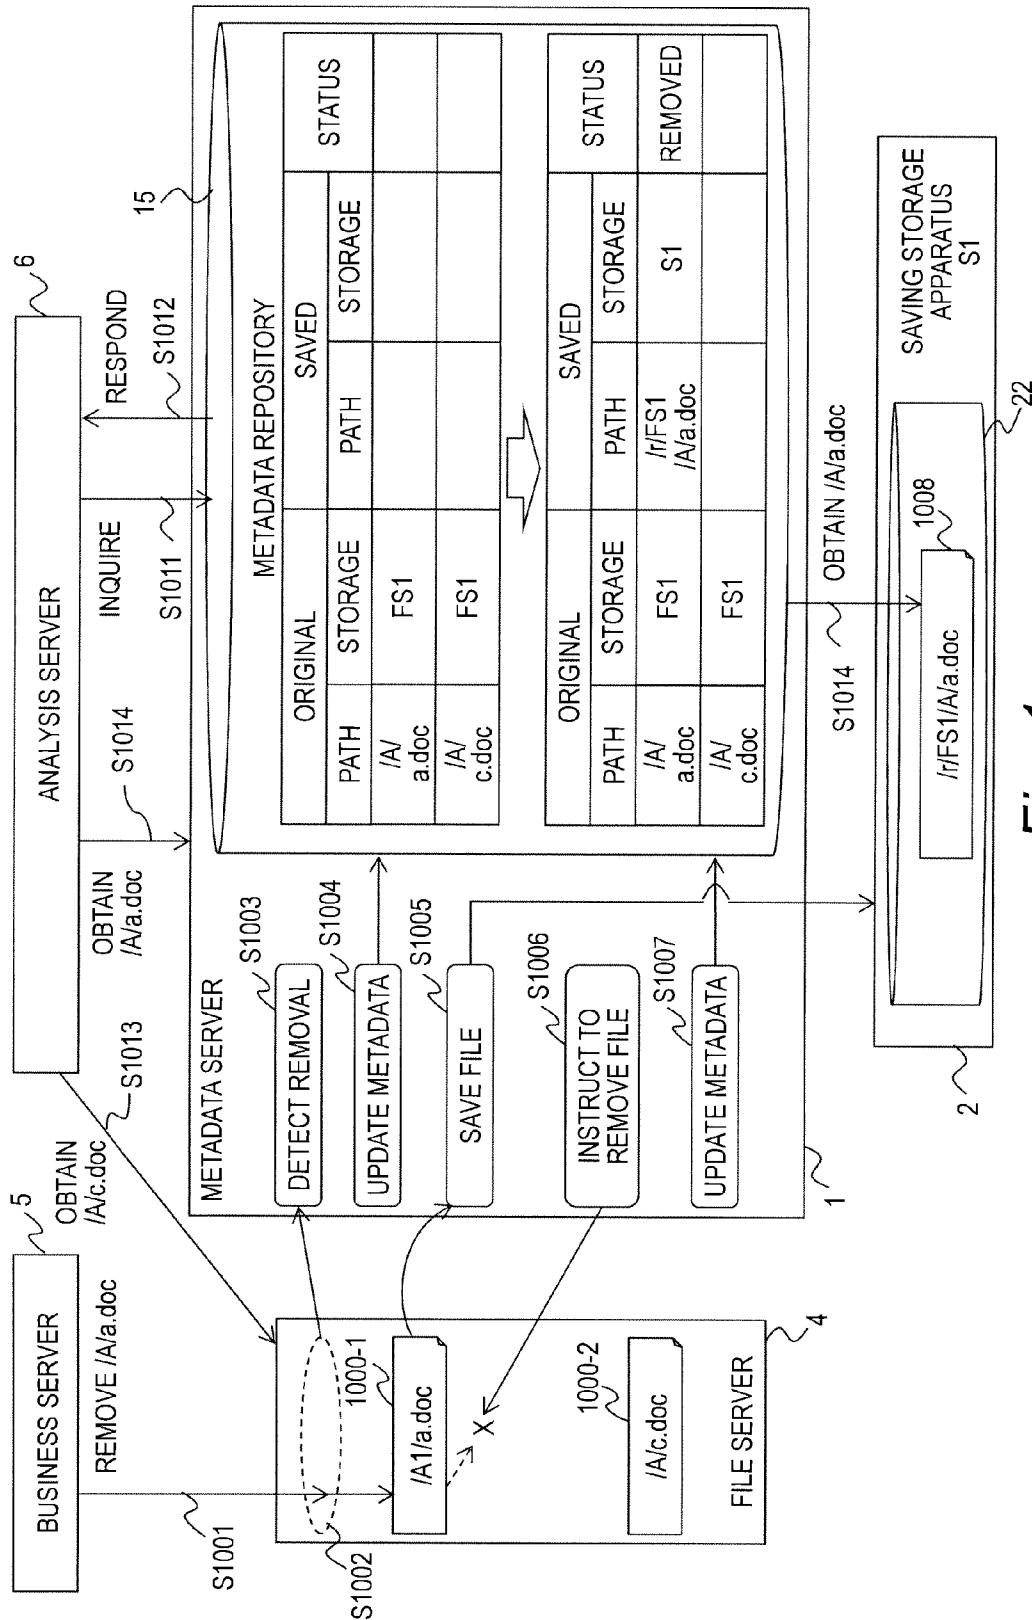 BUSINESS SERVER
5
REMOVE /A/a.doc
S1001
S1002
OBTAIN
/A/c.doc
S1013
ANALYSIS SERVER
6
OBTAIN
/A/a.doc
S1014
INQUIRE
S1011
RESPOND
S1012
15
FILE SERVER
4
1000-1
/A1/a.doc
X
1000-2
/A/c.doc
METADATA SERVER
1
DETECT REMOVAL
S1003
UPDATE METADATA
S1004
SAVE FILE
S1005
INSTRUCT TO
REMOVE FILE
S1006
UPDATE METADATA
S1007
METADATA REPOSITORY
ORIGINAL SAVED STATUS
PATH STORAGE PATH STORAGE
/A/
a.doc FS1
/A/
c.doc FS1
ORIGINAL SAVED STATUS
PATH STORAGE PATH STORAGE
/A/
a.doc FS1 /r/FS1
/A/a.doc S1 REMOVED
/A/
c.doc FS1
S1014
OBTAIN /A/a.doc
2
/r/FS1/A/a.doc
1008
22
SAVING STORAGE
APPARATUS
S1